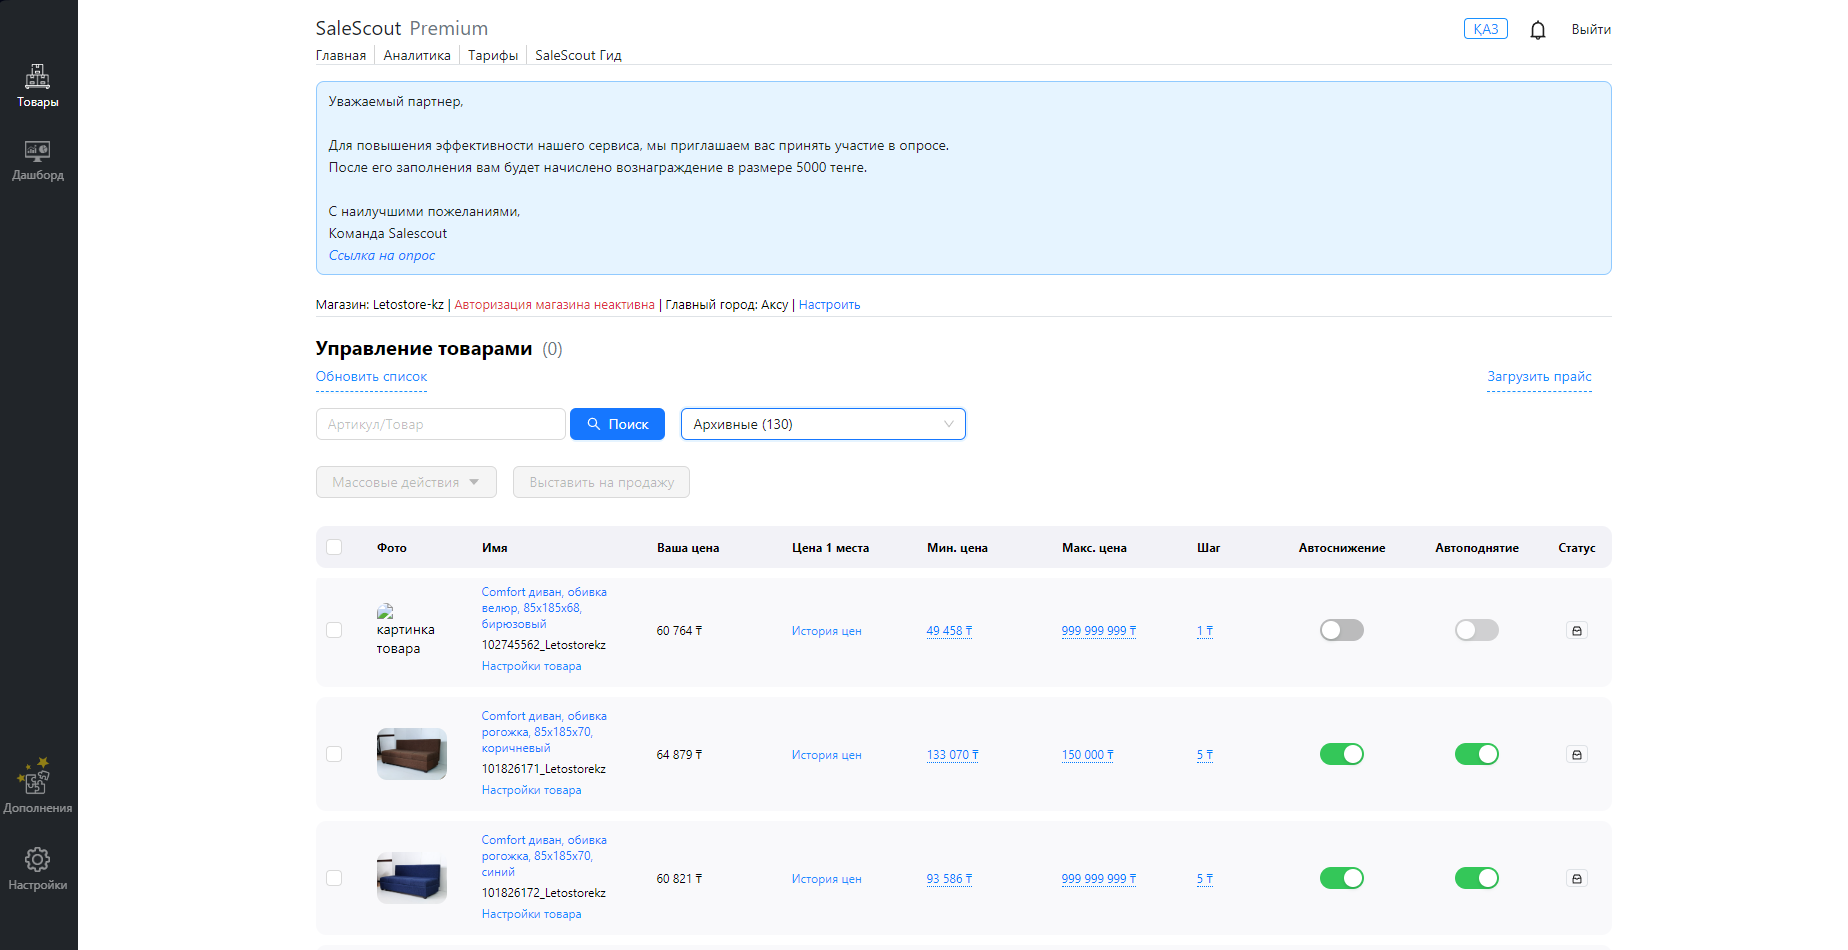 SaleScout Premium
ҚАЗ
Выйти
Главная
Аналитика
Тарифы
SaleScout Гид
Товары
Дашборд
Уважаемый партнер,
Для повышения эффективности нашего сервиса, мы приглашаем вас принять участие в опросе.
После его заполнения вам будет начислено вознаграждение в размере 5000 тенге.
С наилучшими пожеланиями,
Команда Salescout
Ссылка на опрос
Магазин: Letostore-kz | Авторизация магазина неактивна | Главный город: Аксу | Настроить
Управление товарами (0)
Обновить список
Загрузить прайс
Артикул/Товар
Поиск
Архивные (130)
Массовые действия
Выставить на продажу
Фото
Имя
Ваша цена
Цена 1 места
Мин. цена
Макс. цена
Шаг
Автоснижение
Автоподнятие
Статус
картинка
товара
Comfort диван, обивка
велюр, 85x185x68,
бирюзовый
102745562_Letostorekz
Настройки товара
60 764 ₸
История цен
49 458 ₸
999 999 999 ₸
1 ₸
Comfort диван, обивка
рогожка, 85x185x70,
коричневый
101826171_Letostorekz
Настройки товара
64 879 ₸
История цен
133 070 ₸
150 000 ₸
5 ₸
Comfort диван, обивка
рогожка, 85x185x70,
синий
101826172_Letostorekz
Настройки товара
60 821 ₸
История цен
93 586 ₸
999 999 999 ₸
5 ₸
Дополнения
Настройки